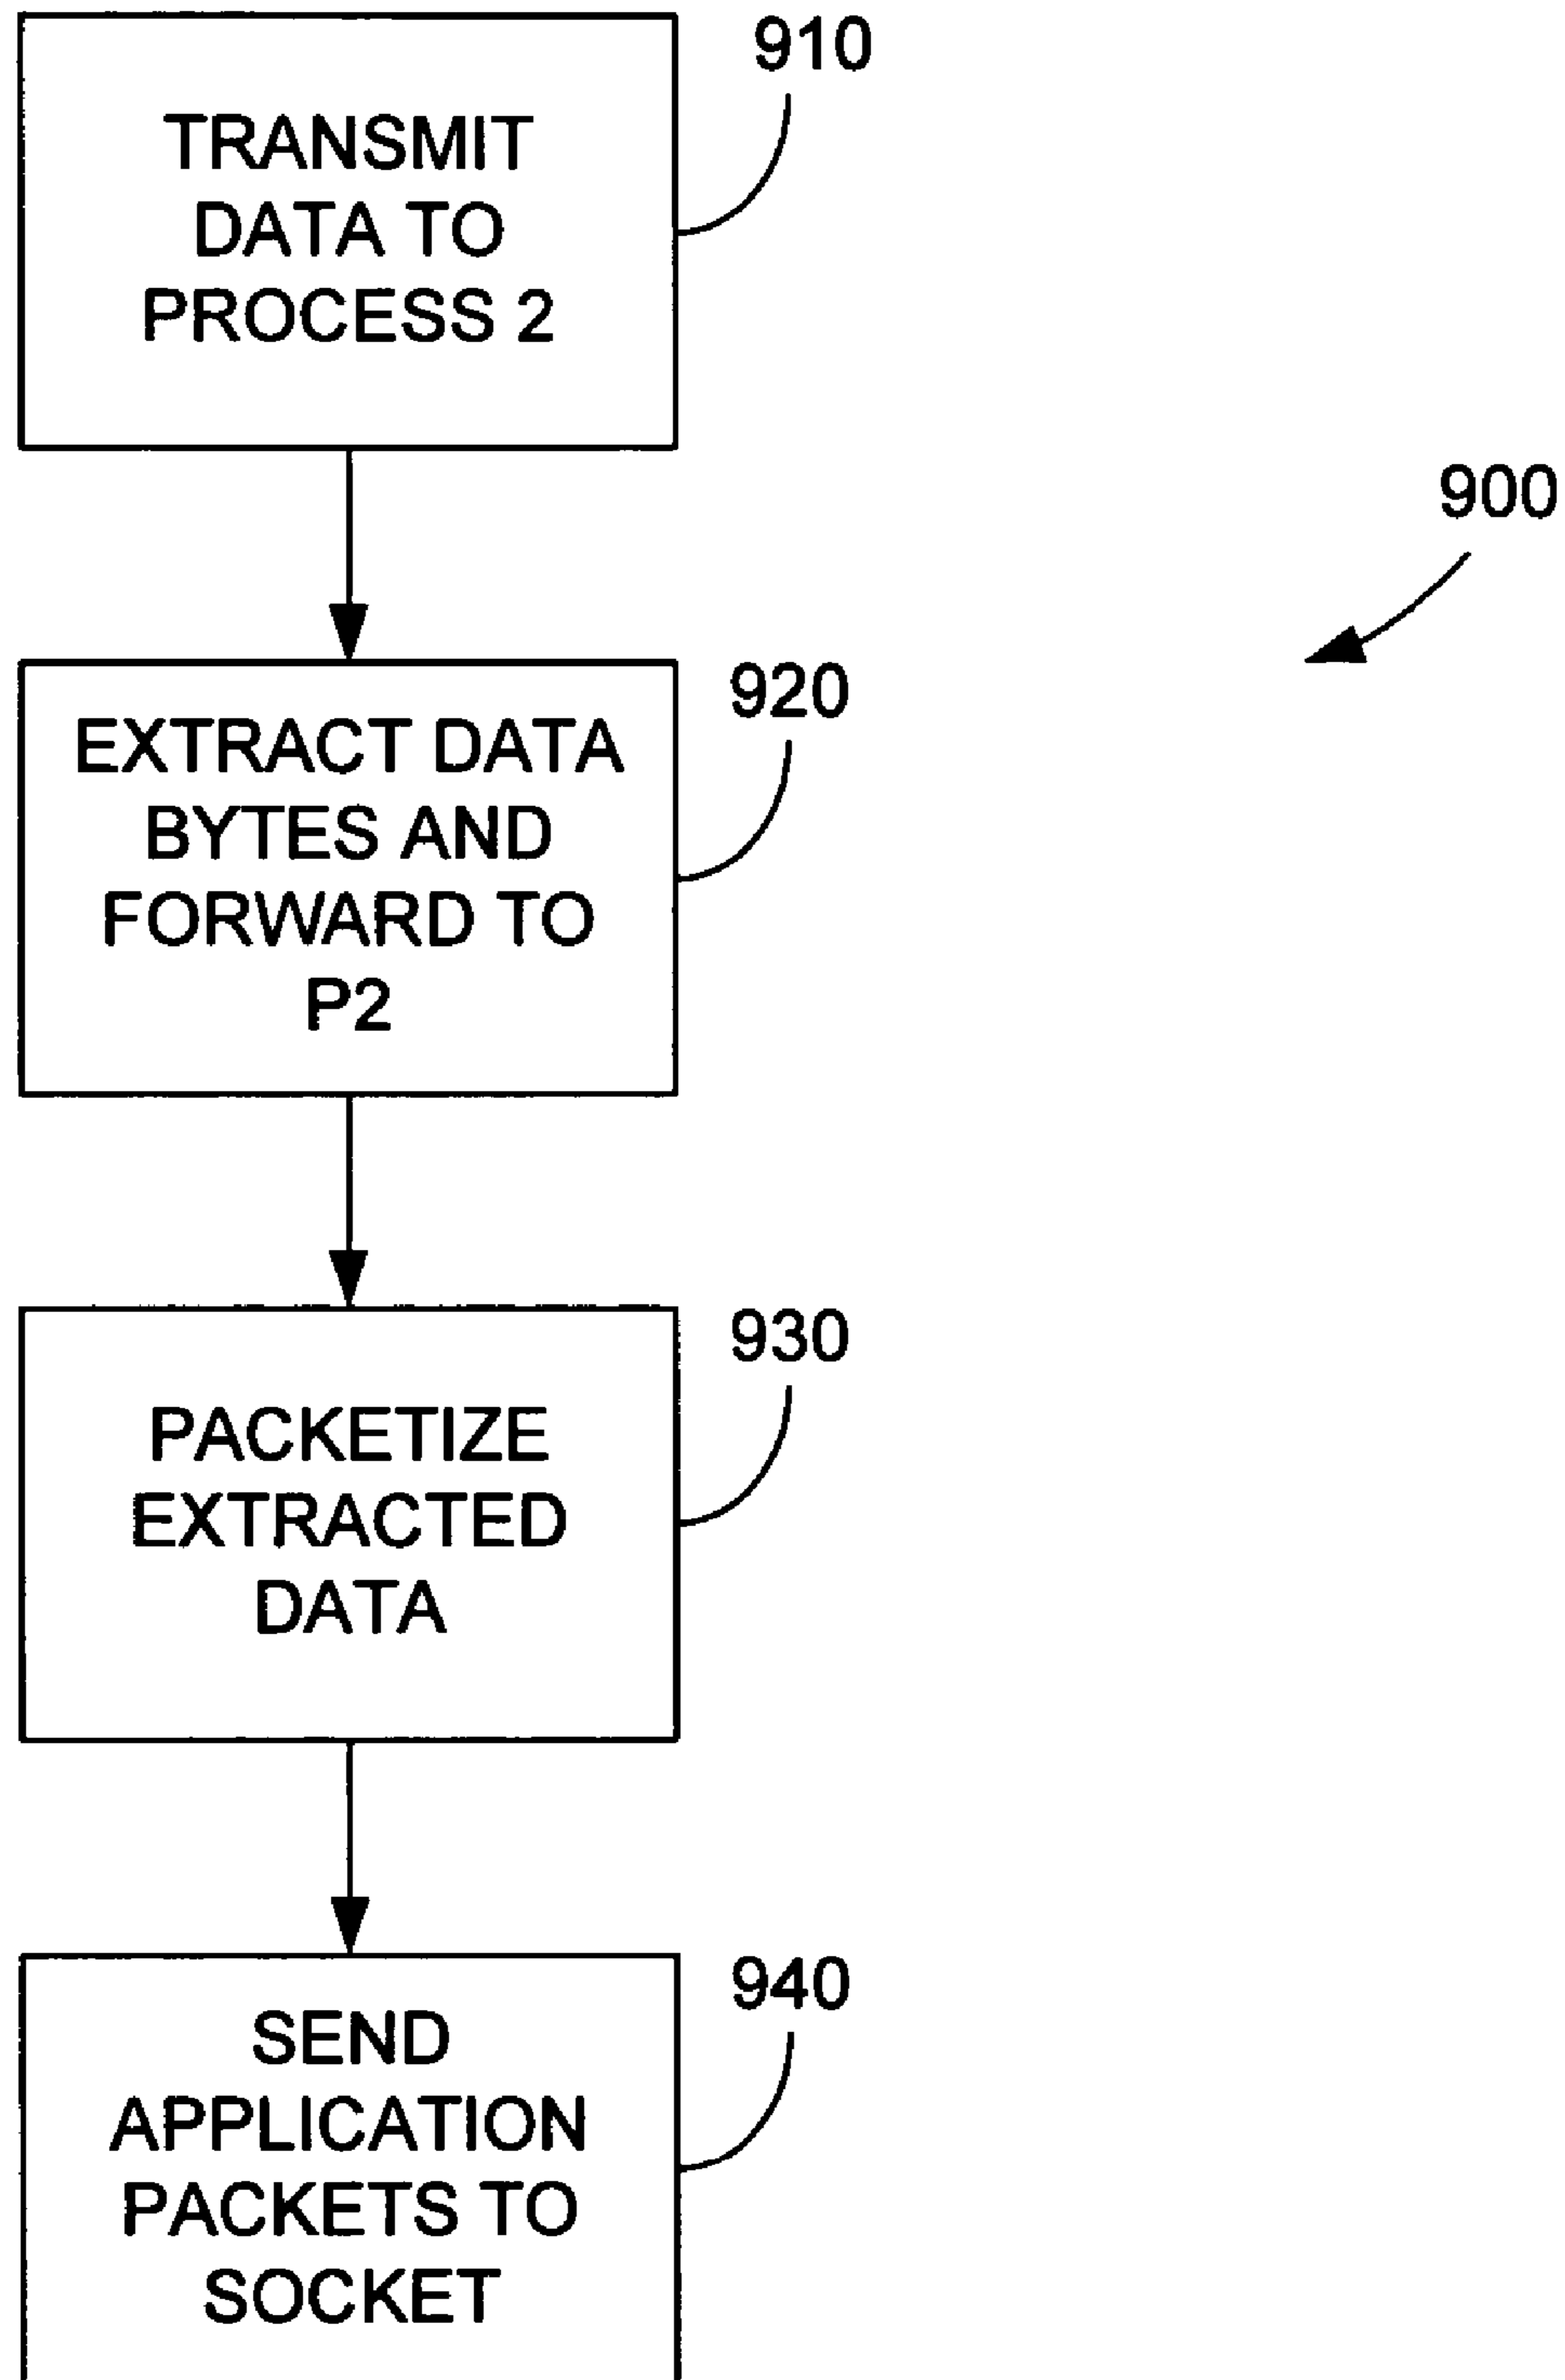 910
TRANSMIT
DATA TO
PROCESS 2
900
920
EXTRACT DATA
BYTES AND
FORWARD TO
P2
930
PACKETIZE
EXTRACTED
DATA
940
SEND
APPLICATION
PACKETS TO
SOCKET